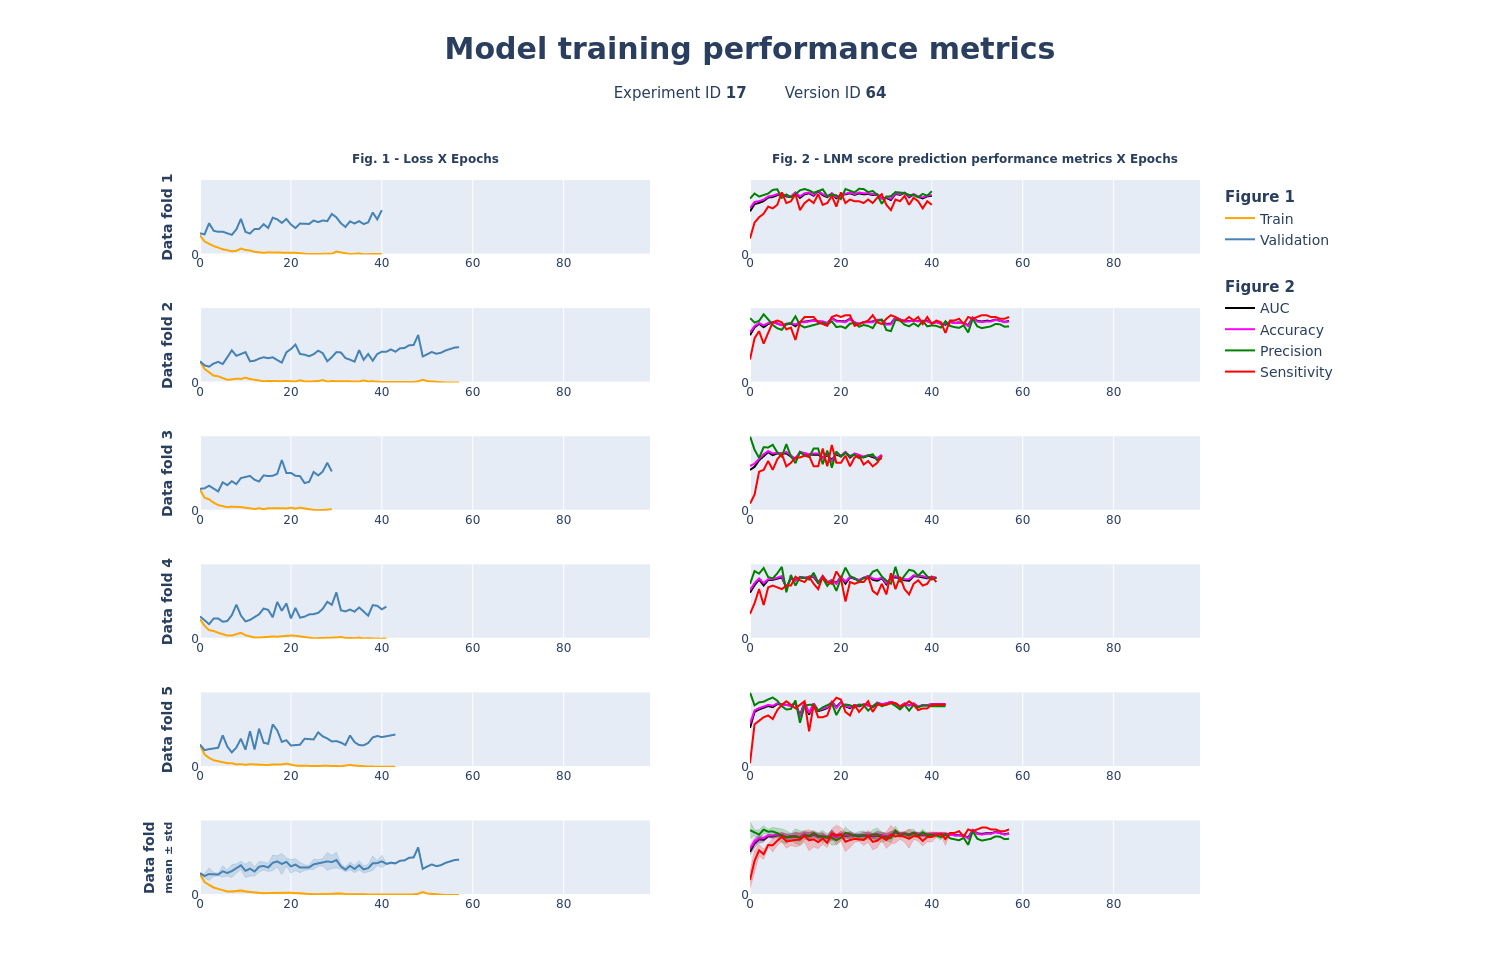 Model training performance metrics
Experiment ID 17 Version ID 64
Fig. 1 - Loss X Epochs
Fig. 2 - LNM score prediction performance metrics X Epochs
Data fold 1
0
0 20 40 60 80
0
0 20 40 60 80
Figure 1
Train
Validation
Figure 2
AUC
Accuracy
Precision
Sensitivity
Data fold 2
0
0 20 40 60 80
0
0 20 40 60 80
Data fold 3
0
0 20 40 60 80
0
0 20 40 60 80
Data fold 4
0
0 20 40 60 80
0
0 20 40 60 80
Data fold 5
0
0 20 40 60 80
0
0 20 40 60 80
Data fold
mean ± std
0
0 20 40 60 80
0
0 20 40 60 80